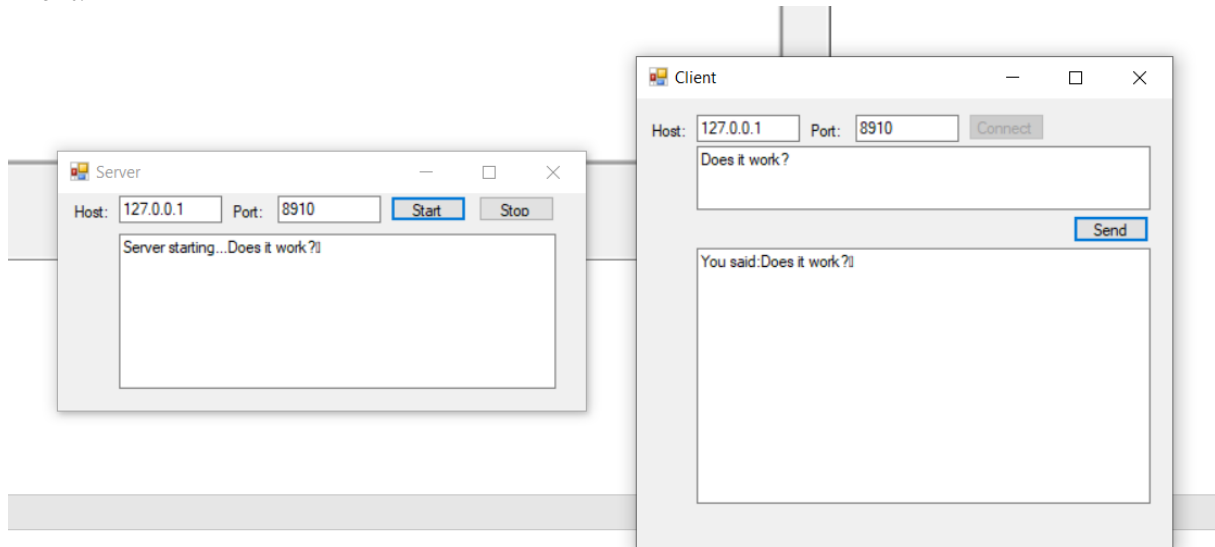 Server
Host: 127.0.0.1 Port: 8910 Start Stop
Server starting...Does it work?▯
Client
Host: 127.0.0.1 Port: 8910 Connect
Does it work?
Send
You said:Does it work?▯